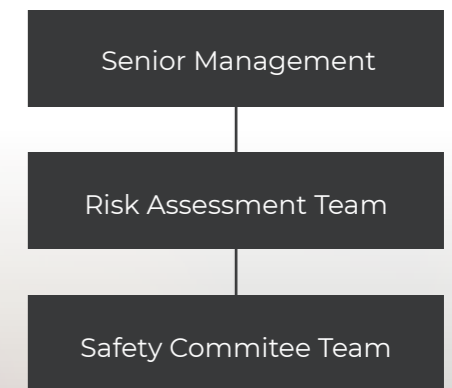 Senior Management
Risk Assessment Team
Safety Commitee Team